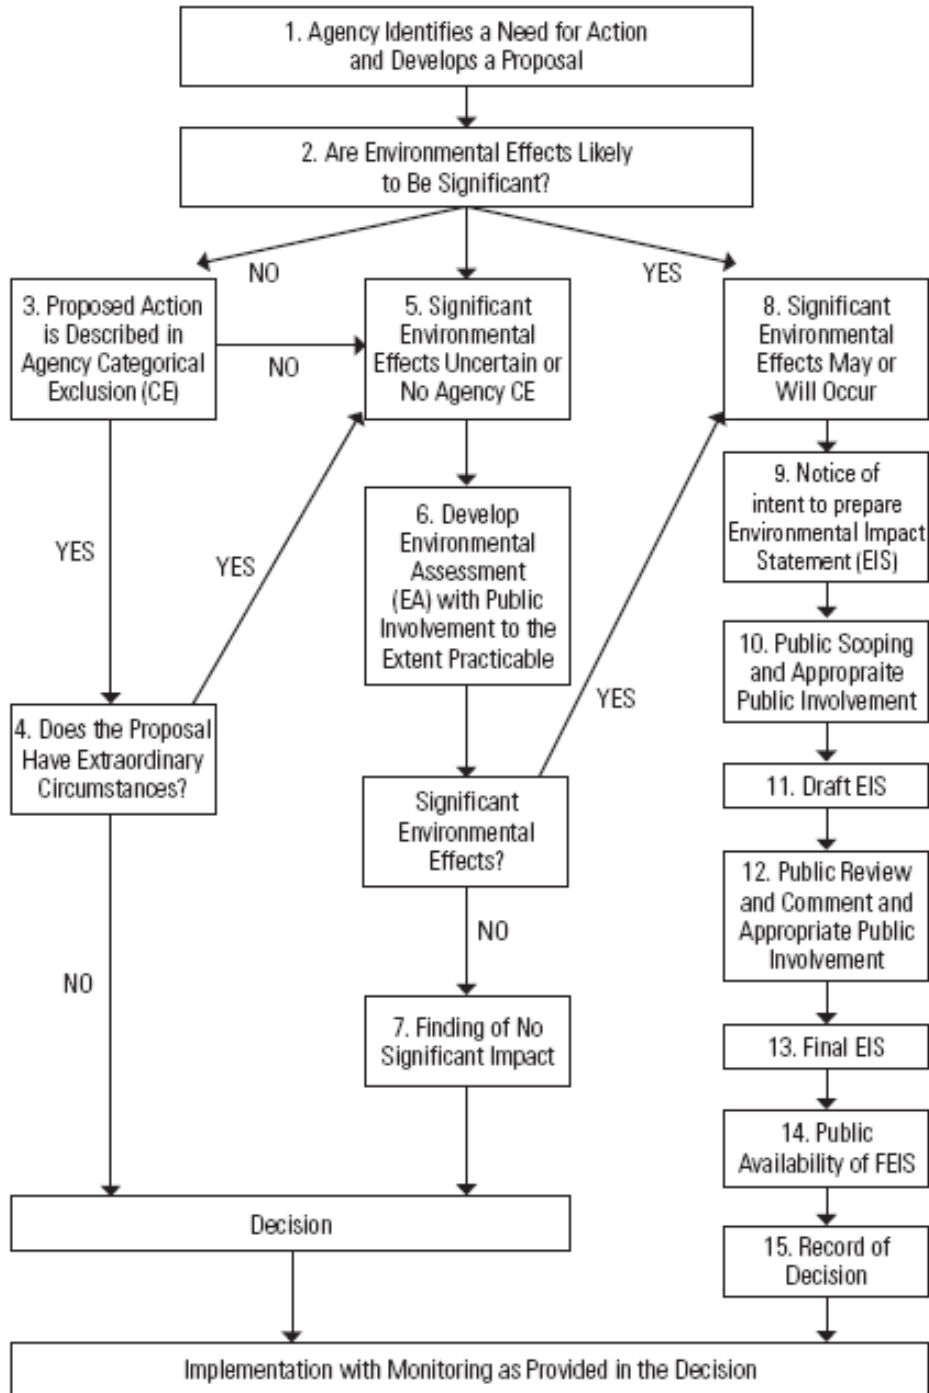 1. Agency Identifies a Need for Action
and Develops a Proposal
2. Are Environmental Effects Likely
to Be Significant?
NO
YES
3. Proposed Action
is Described in
Agency Categorical
Exclusion (CE)
NO
5. Significant
Environmental
Effects Uncertain or
No Agency CE
8. Significant
Environmental
Effects May or
Will Occur
YES
YES
6. Develop
Environmental
Assessment
(EA) with Public
Involvement to the
Extent Practicable
9. Notice of
intent to prepare
Environmental Impact
Statement (EIS)
10. Public Scoping
and Appropraite
Public Involvement
YES
4. Does the Proposal
Have Extraordinary
Circumstances?
Significant
Environmental
Effects?
11. Draft EIS
12. Public Review
and Comment and
Appropriate Public
Involvement
NO
NO
7. Finding of No
Significant Impact
13. Final EIS
14. Public
Availability of FEIS
Decision
15. Record of
Decision
Implementation with Monitoring as Provided in the Decision